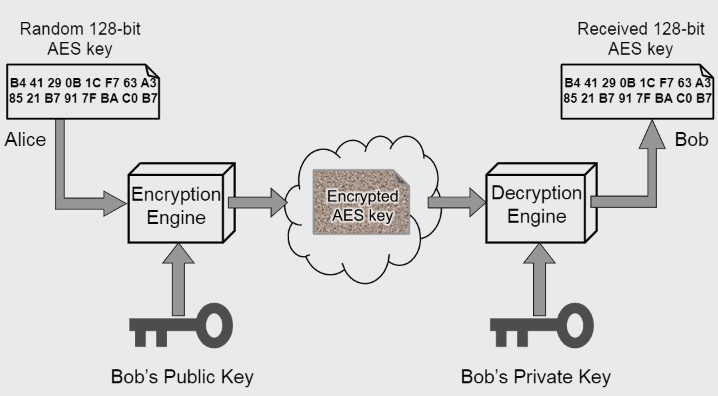 Random 128-bit
AES key
B4 41 29 0B 1C F7 63 A3
85 21 B7 91 7F BA C0 B7
Alice
Encryption
Engine
Bob's Public Key
Encrypted
AES key
Received 128-bit
AES key
B4 41 29 0B 1C F7 63 A3
85 21 B7 91 7F BA C0 B7
Bob
Decryption
Engine
Bob's Private Key